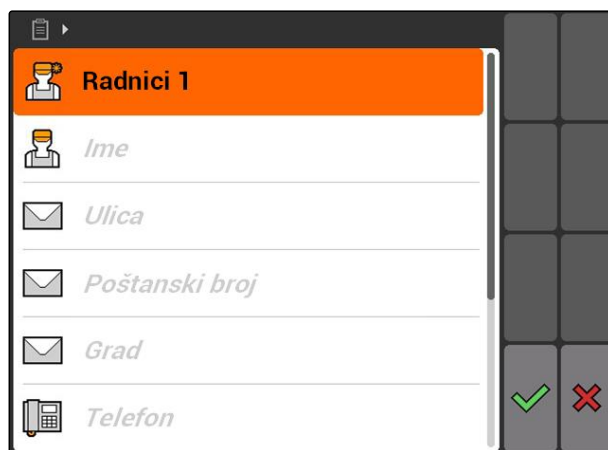 Radnici 1
Ime
Ulica
Poštanski broj
Grad
Telefon